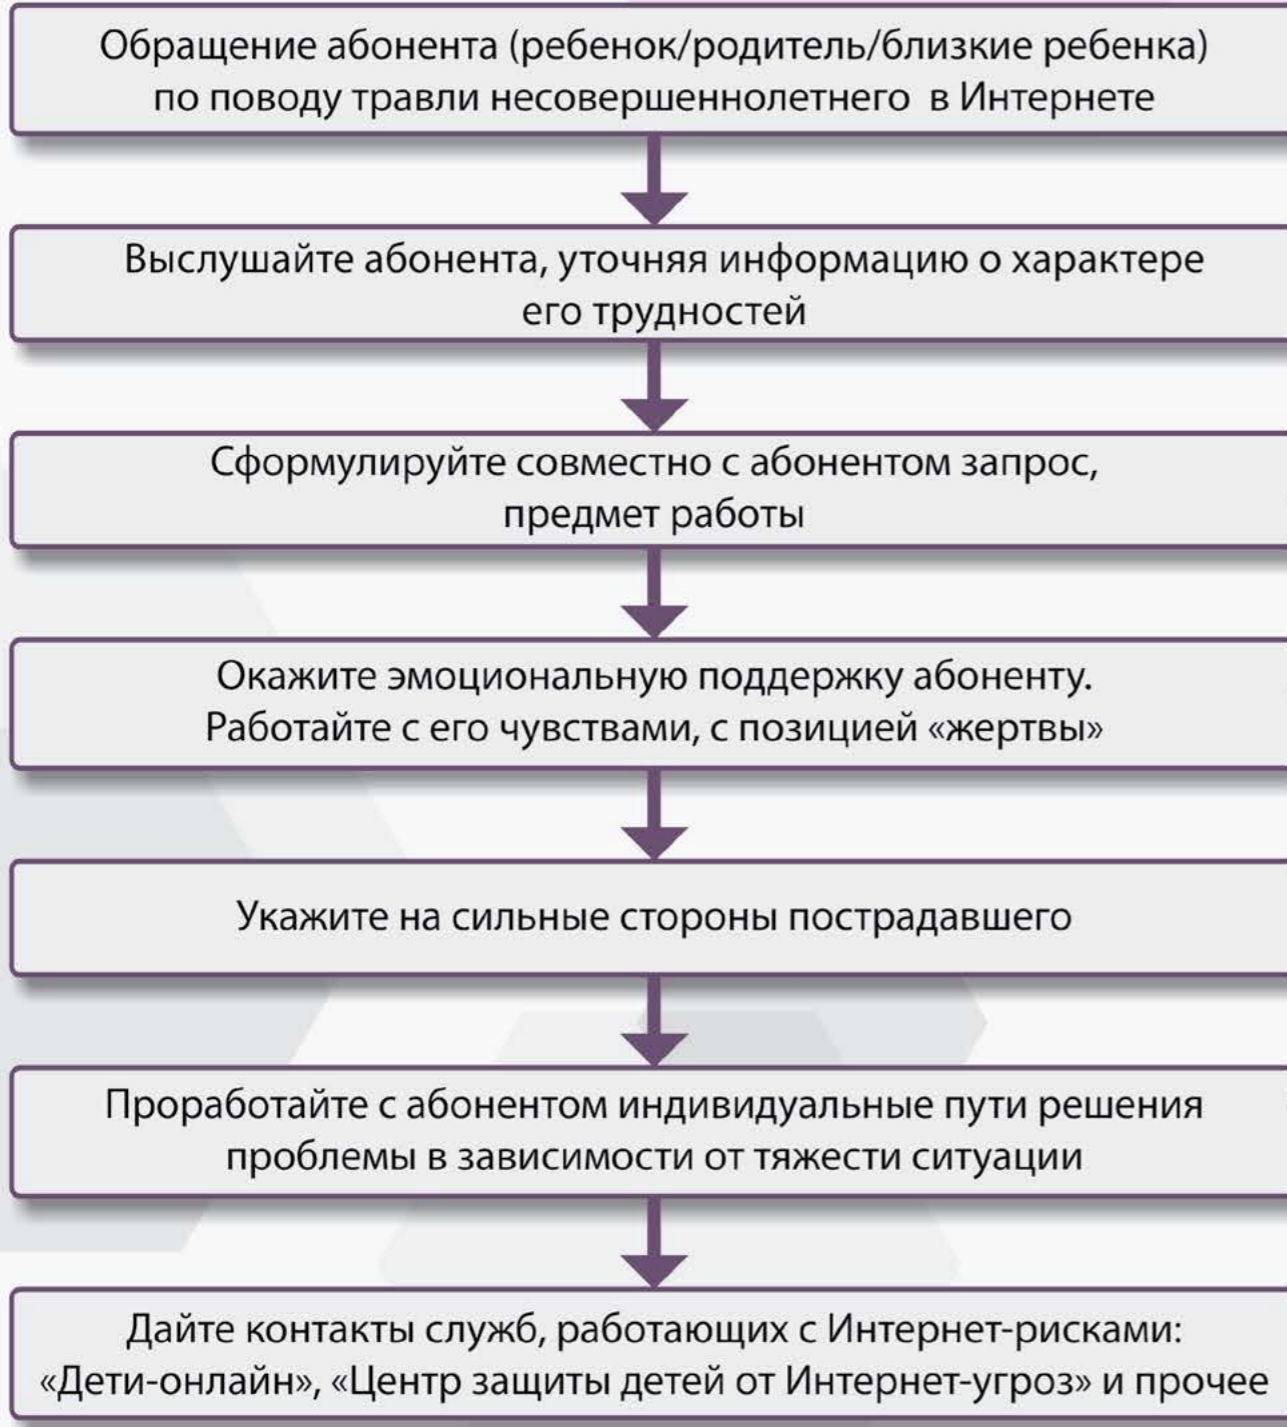 Обращение абонента (ребенок/родитель/близкие ребенка)
по поводу травли несовершеннолетнего в Интернете
Выслушайте абонента, уточняя информацию о характере
его трудностей
Сформулируйте совместно с абонентом запрос,
предмет работы
Окажите эмоциональную поддержку абоненту.
Работайте с его чувствами, с позицией «жертвы»
Укажите на сильные стороны пострадавшего
Проработайте с абонентом индивидуальные пути решения
проблемы в зависимости от тяжести ситуации
Дайте контакты служб, работающих с Интернет-рисками:
«Дети-онлайн», «Центр защиты детей от Интернет-угроз» и прочее